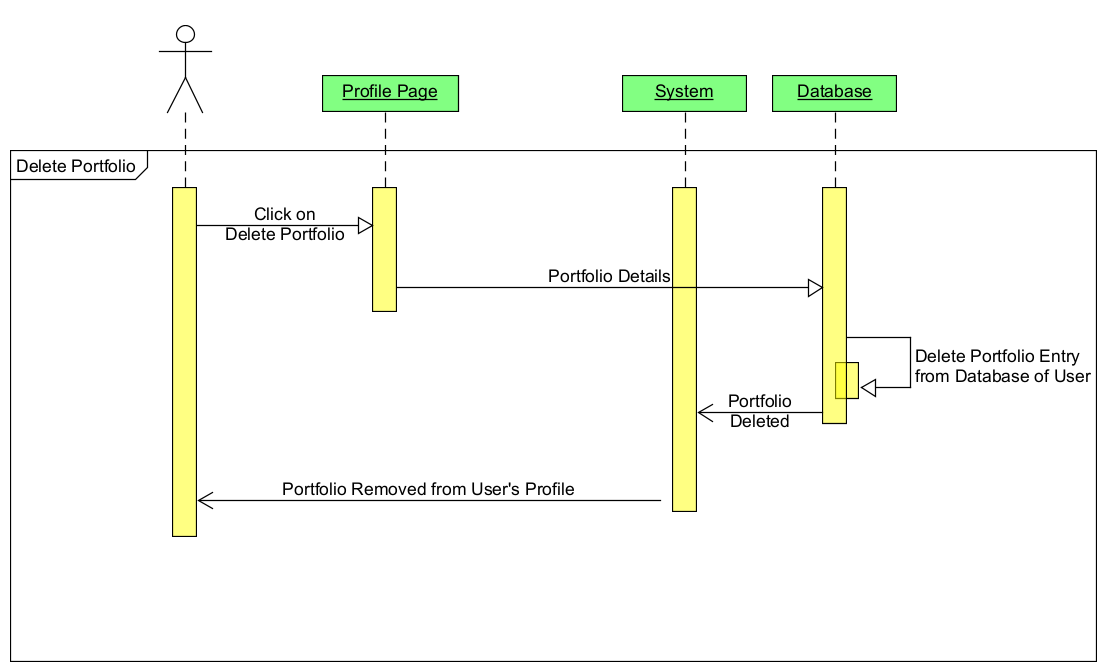 Profile Page
System
Database
Delete Portfolio
Click on
Delete Portfolio
Portfolio Details
Delete Portfolio Entry
from Database of User
Portfolio
Deleted
Portfolio Removed from User's Profile